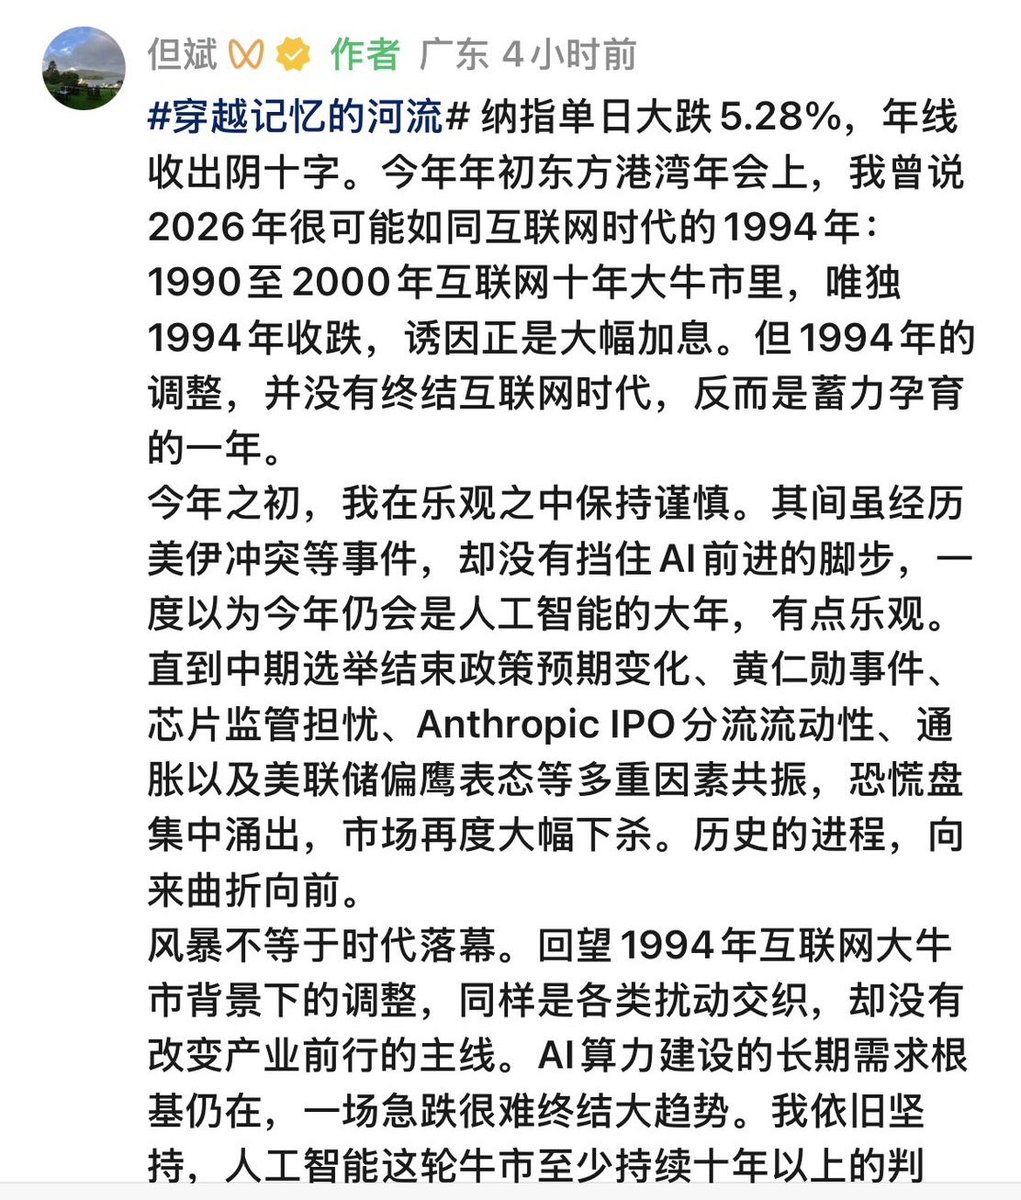 但斌 作者 广东 4小时前
#穿越记忆的河流# 纳指单日大跌5.28%，年线
收出阴十字。今年年初东方港湾年会上，我曾说
2026年很可能如同互联网时代的1994年：
1990至2000年互联网十年大牛市里，唯独
1994年收跌，诱因正是大幅加息。但1994年的
调整，并没有终结互联网时代，反而是蓄力孕育
的一年。
今年之初，我在乐观之中保持谨慎。其间虽经历
美伊冲突等事件，却没有挡住AI前进的脚步，一
度以为今年仍会是人工智能的大年，有点乐观。
直到中期选举结束政策预期变化、黄仁勋事件、
芯片监管担忧、Anthropic IPO分流流动性、通
胀以及美联储偏鹰表态等多重因素共振，恐慌盘
集中涌出，市场再度大幅下杀。历史的进程，向
来曲折向前。
风暴不等于时代落幕。回望1994年互联网大牛
市背景下的调整，同样是各类扰动交织，却没有
改变产业前行的主线。AI算力建设的长期需求根
基仍在，一场急跌很难终结大趋势。我依旧坚
持，人工智能这轮牛市至少持续十年以上的判